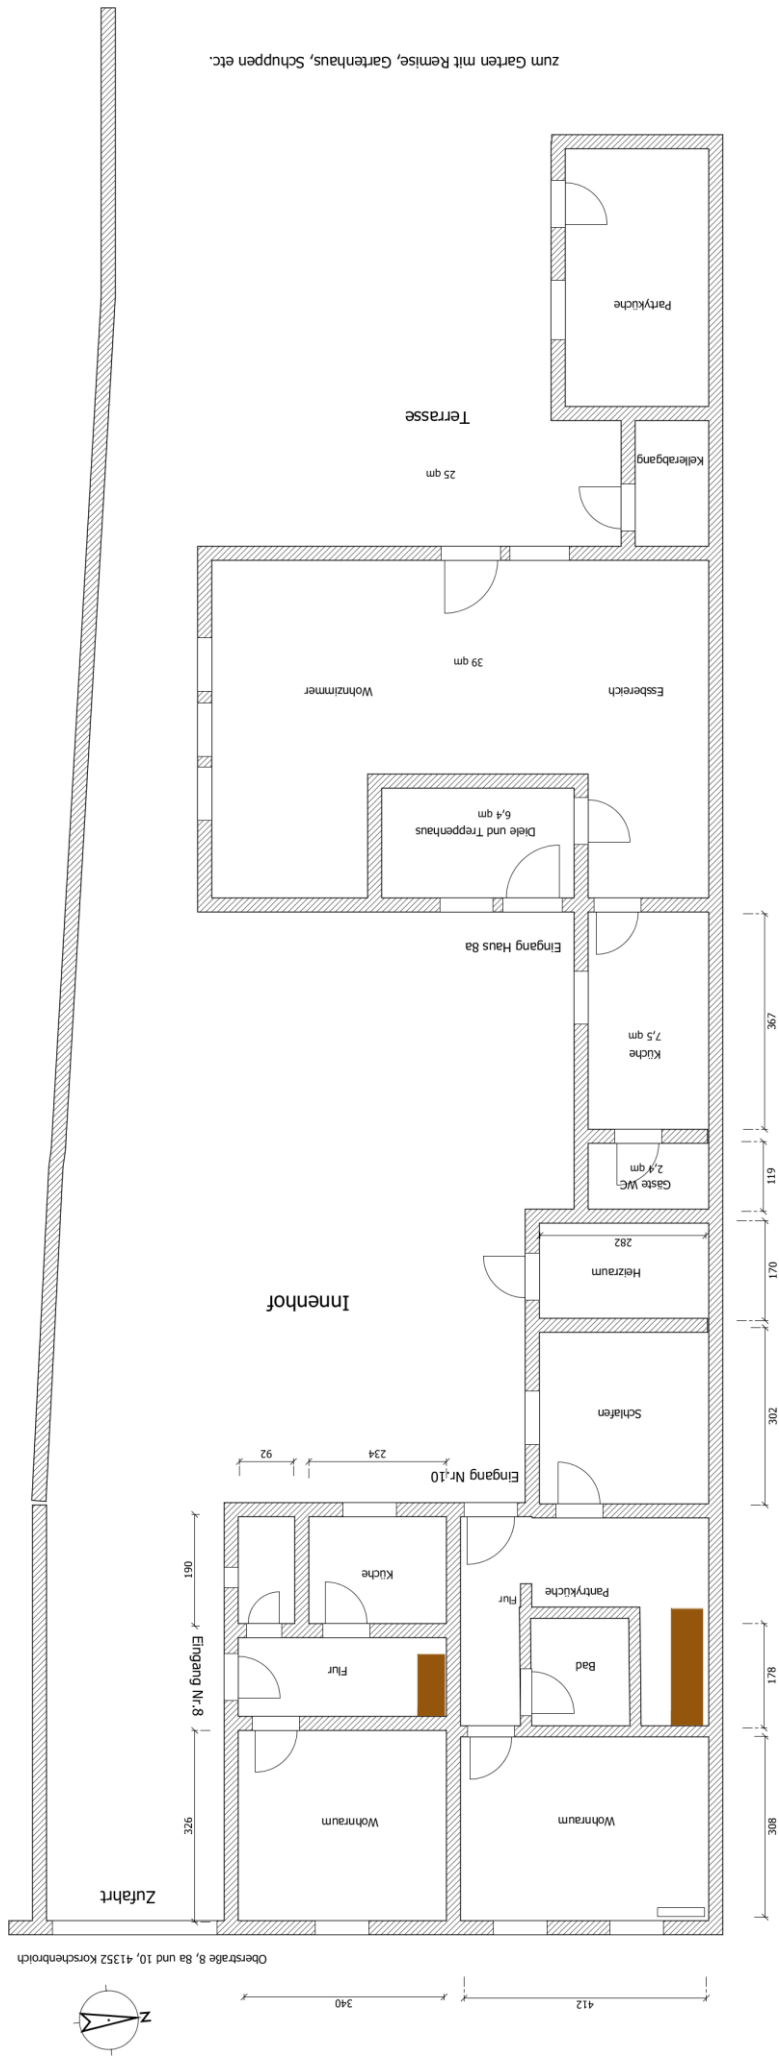 412
340
N
Oberstraße 8, 8a und 10, 41352 Korschenbroich
Zufahrt
308
Wohnraum
Wohnraum
326
178
Bad
Flur
Eingang Nr.8
Pantryküche
Flur
Küche
190
Eingang Nr.10
234
92
302
Schlafen
Innenhof
170
Heizraum
282
119
Gäste WC
2,4 qm
367
Küche
7,5 qm
Eingang Haus 8a
Diele und Treppenhaus
6,4 qm
Essbereich
Wohnzimmer
39 qm
25 qm
Kellerabgang
Terrasse
Partyküche
zum Garten mit Remise, Gartenhaus, Schuppen etc.